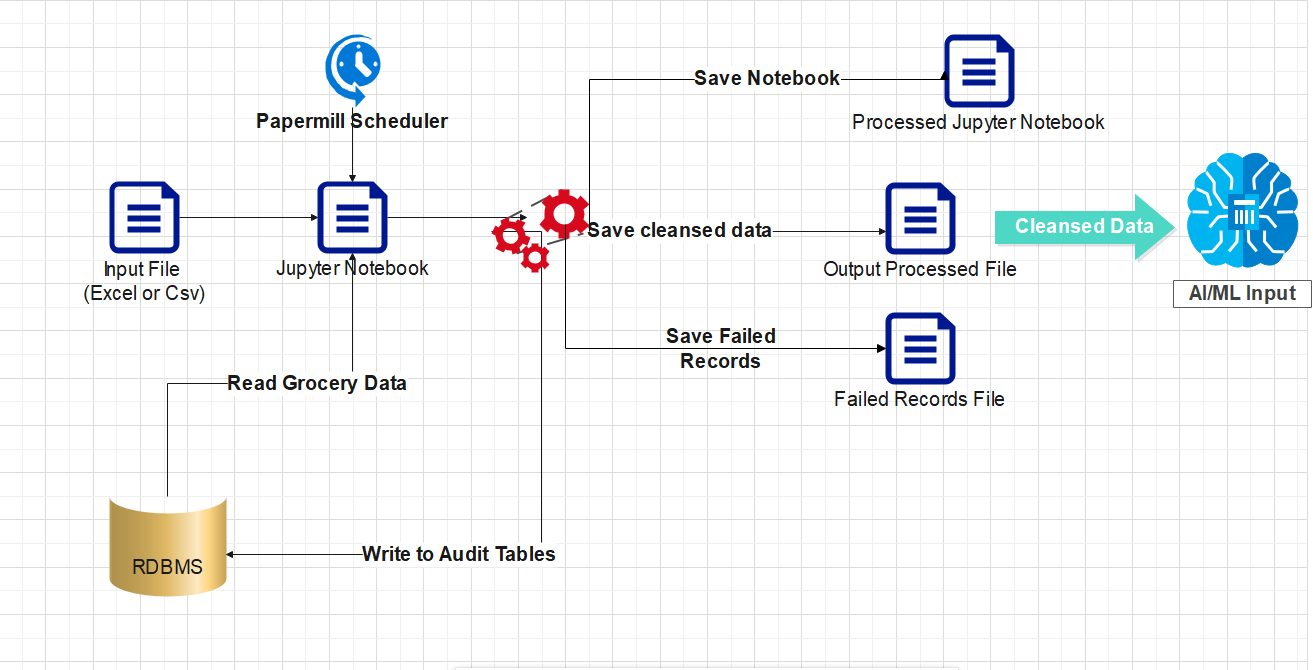 Save Notebook
Papermill Scheduler
Processed Jupyter Notebook
Save cleansed data
Cleansed Data
Input File
(Excel or Csv)
Jupyter Notebook
Output Processed File
AI/ML Input
Save Failed
Records
Read Grocery Data
Failed Records File
Write to Audit Tables
RDBMS